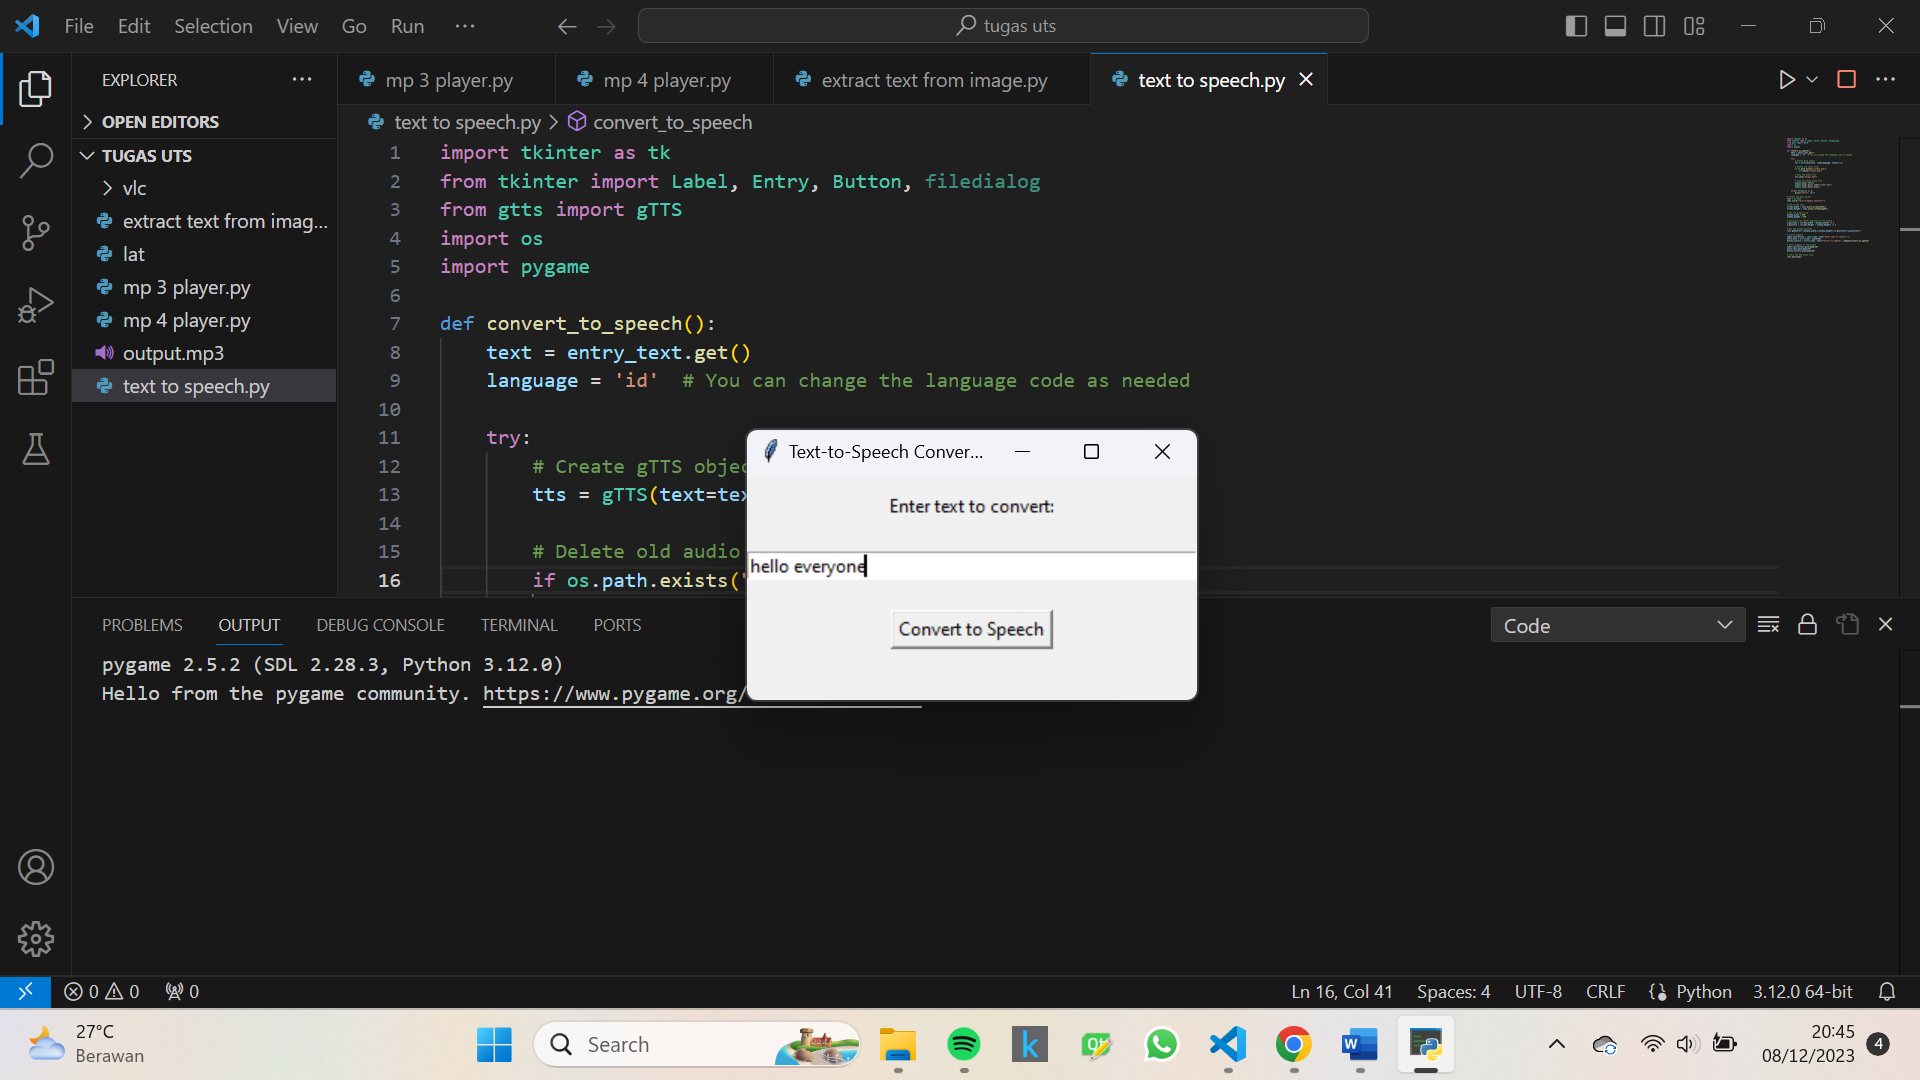 File Edit Selection View Go Run ··· tugas uts
EXPLORER ···
OPEN EDITORS
TUGAS UTS
vlc
extract text from imag...
lat
mp 3 player.py
mp 4 player.py
output.mp3
text to speech.py
mp 3 player.py mp 4 player.py extract text from image.py text to speech.py
text to speech.py > convert_to_speech
1 import tkinter as tk
2 from tkinter import Label, Entry, Button, filedialog
3 from gtts import gTTS
4 import os
5 import pygame
6
7 def convert_to_speech():
8 text = entry_text.get()
9 language = 'id' # You can change the language code as needed
10
11 try:
12 # Create gTTS objec
13 tts = gTTS(text=tex
14
15 # Delete old audio
16 if os.path.exists('
Text-to-Speech Conver...
Enter text to convert:
hello everyone
Convert to Speech
PROBLEMS OUTPUT DEBUG CONSOLE TERMINAL PORTS Code
pygame 2.5.2 (SDL 2.28.3, Python 3.12.0)
Hello from the pygame community. https://www.pygame.org/
0 0 0 Ln 16, Col 41 Spaces: 4 UTF-8 CRLF Python 3.12.0 64-bit
27°C
Berawan
Search
20:45
08/12/2023
4